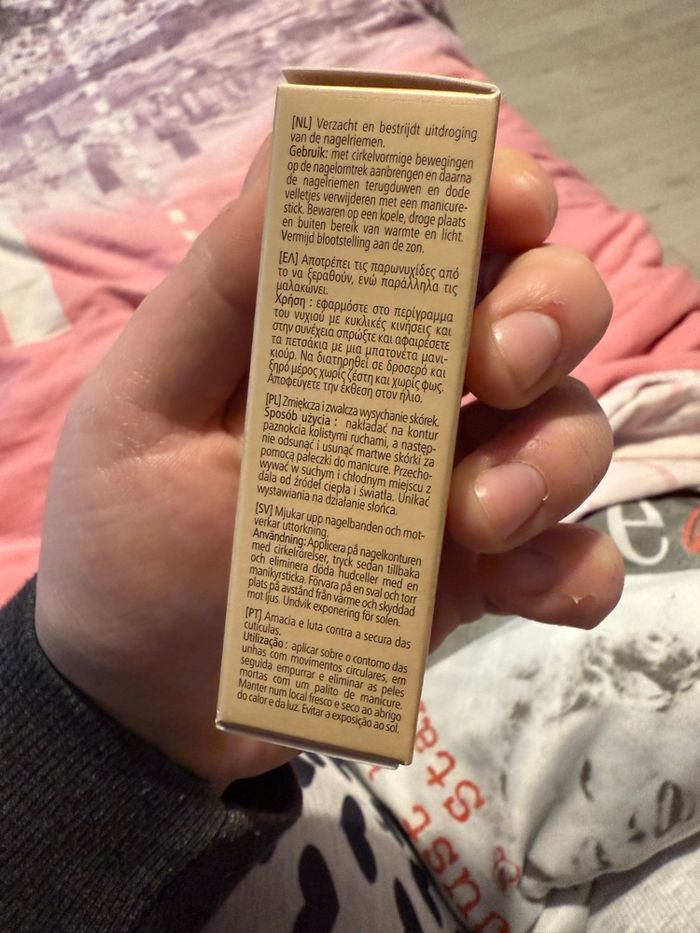 [NL] Verzacht en bestrijdt uitdroging
van de nagelriemen.
Gebruik: met cirkelvormige bewegingen
op de nagelomtrek aanbrengen en daarna
de nagelriemen terugduwen en dode
velletjes verwijderen met een manicure-
stick. Bewaren op een koele, droge plaats
en buiten bereik van warmte en licht.
Vermijd blootstelling aan de zon.
[ΕΛ] Αποτρέπει τις παρωνυχίδες από
το να ξεραθούν, ενώ παράλληλα τις
μαλακώνει.
Χρήση : εφαρμόστε στο περίγραμμα
του νυχιού με κυκλικές κινήσεις και
στην συνέχεια σπρώξτε και αφαιρέσετε
τα πετσάκια με μια μπατονέτα μανι-
κιούρ. Να διατηρηθεί σε δροσερό και
ξηρό μέρος χωρίς ζέστη και χωρίς φως.
Αποφεύγετε την έκθεση στον ήλιο.
[PL] Zmiękcza i zwalcza wysychanie skórek.
Sposób użycia : nakładać na kontur
paznokcia kolistymi ruchami, a następ-
nie odsunąć i usunąć martwe skórki za
pomocą pałeczki do manicure. Przecho-
wywać w suchym i chłodnym miejscu z
dala od źródeł ciepła i światła. Unikać
wystawiania na działanie słońca.
[SV] Mjukar upp nagelbanden och mot-
verkar uttorkning.
Användning: Applicera på nagelkonturen
med cirkelrörelser, tryck sedan tillbaka
och eliminera döda hudceller med en
manikyrsticka. Förvara på en sval och torr
plats på avstånd från värme och skyddad
mot ljus. Undvik exponering för solen.
[PT] Amacia e luta contra a secura das
cutículas.
Utilização : aplicar sobre o contorno das
unhas com movimentos circulares, em
seguida empurrar e eliminar as peles
mortas com um palito de manicure.
Manter num local fresco e seco ao abrigo
do calor e da luz. Evitar a exposição ao sol.
e
Just